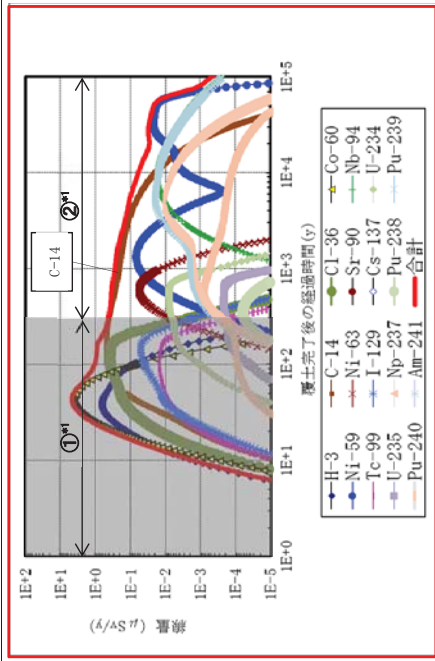 ①*1
②*1
C-14
1E+2
1E+1
1E+0
1E-1
1E-2
1E-3
1E-4
1E-5
線量 (μSv/y)
1E+0
1E+1
1E+2
1E+3
1E+4
1E+5
覆土完了後の経過時間(y)
H-3
C-14
Cl-36
Co-60
Ni-59
Ni-63
Sr-90
Nb-94
Tc-99
I-129
Cs-137
U-234
U-235
Np-237
Pu-238
Pu-239
Pu-240
Am-241
合計